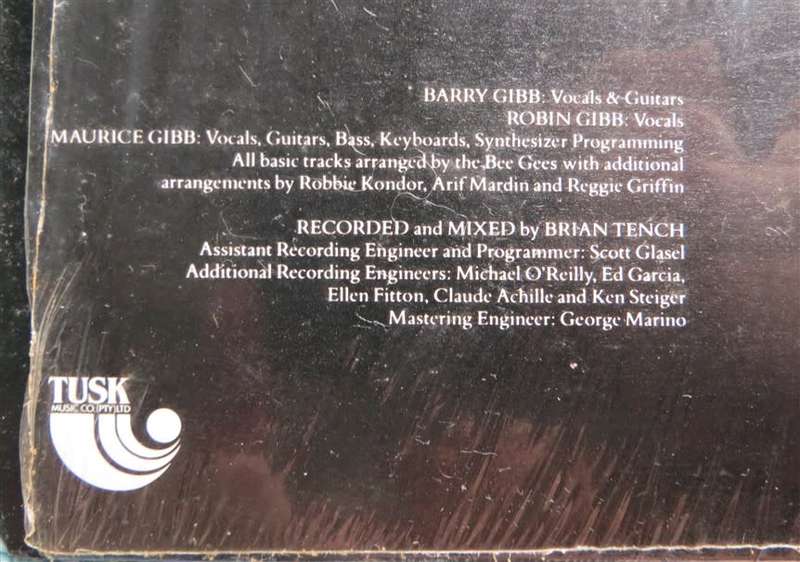 BARRY GIBB: Vocals & Guitars
ROBIN GIBB: Vocals
MAURICE GIBB: Vocals, Guitars, Bass, Keyboards, Synthesizer Programming
All basic tracks arranged by the Bee Gees with additional
arrangements by Robbie Kondor, Arif Mardin and Reggie Griffin
RECORDED and MIXED by BRIAN TENCH
Assistant Recording Engineer and Programmer: Scott Glasel
Additional Recording Engineers: Michael O'Reilly, Ed Garcia,
Ellen Fitton, Claude Achille and Ken Steiger
Mastering Engineer: George Marino
TUSK
MUSIC CO.(PTY)LTD